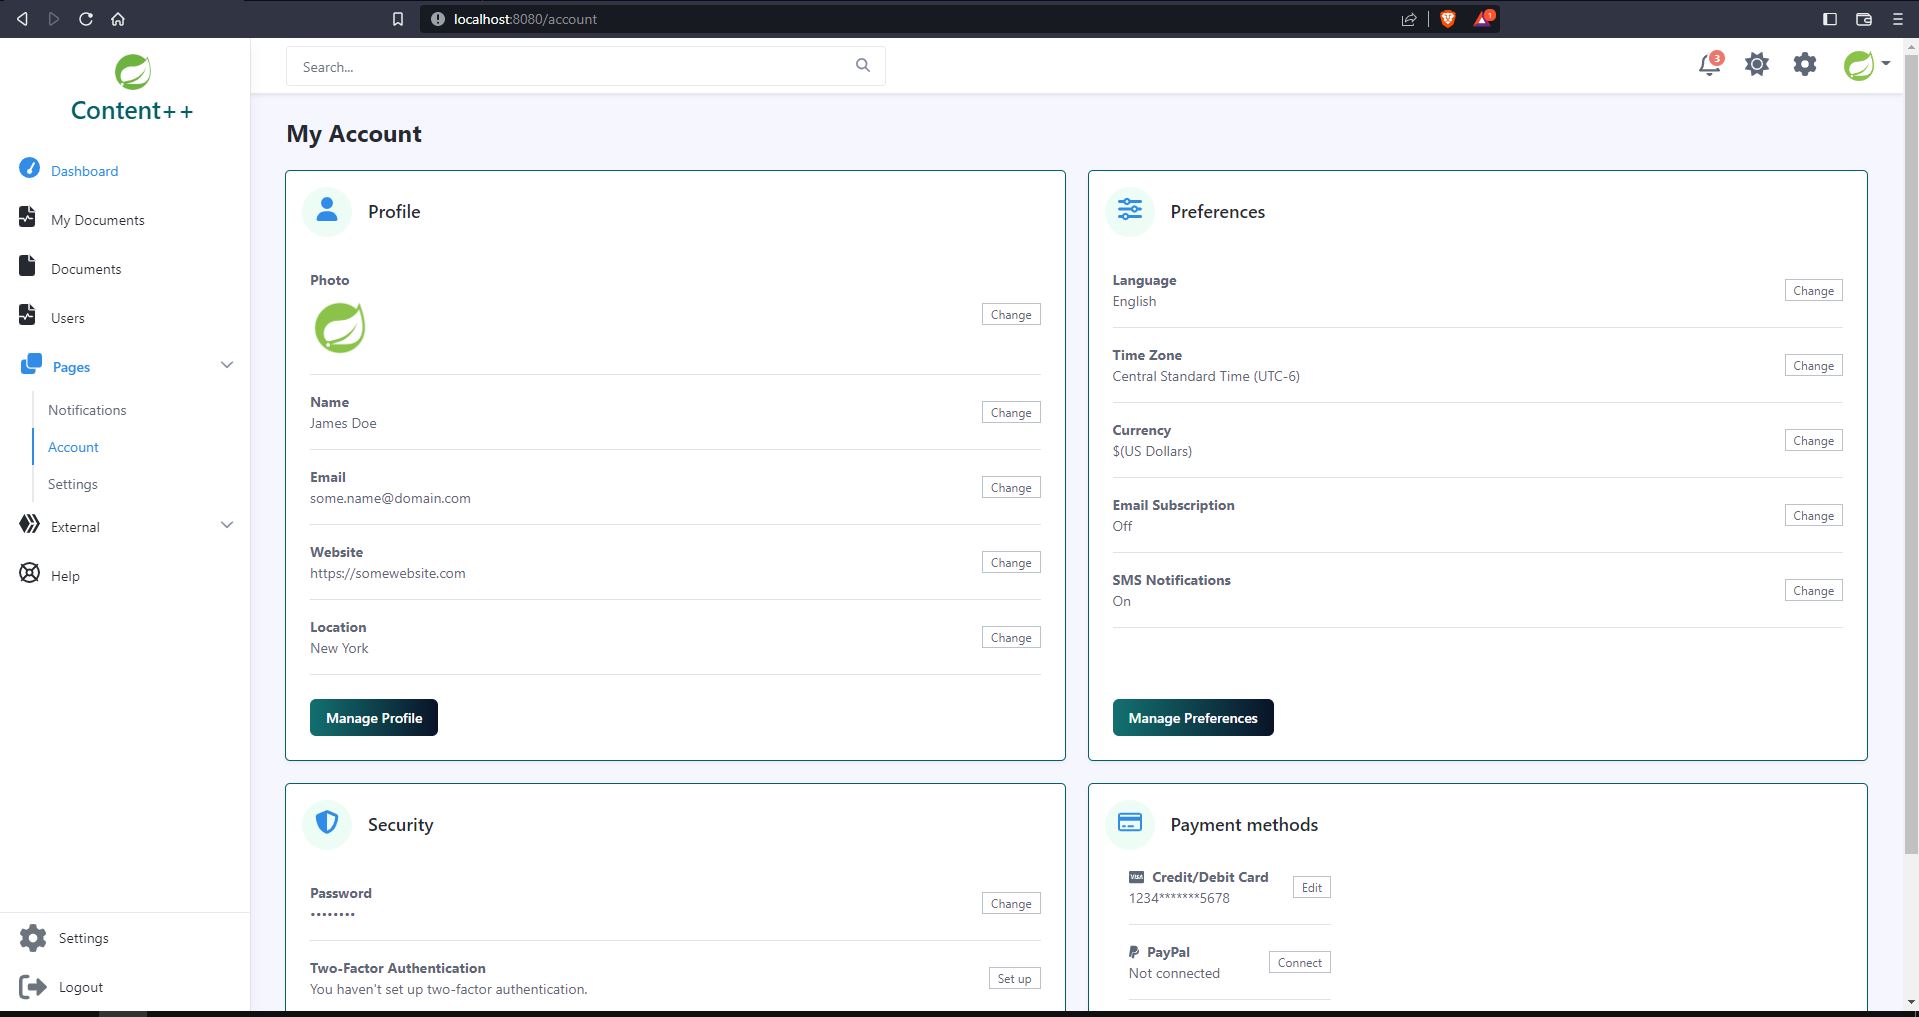 localhost:8080/account
1
Content++
Search...
3
Dashboard
My Documents
Documents
Users
Pages
Notifications
Account
Settings
External
Help
Settings
Logout
My Account
Profile
Photo
Change
Name
James Doe
Change
Email
some.name@domain.com
Change
Website
https://somewebsite.com
Change
Location
New York
Change
Manage Profile
Preferences
Language
English
Change
Time Zone
Central Standard Time (UTC-6)
Change
Currency
$(US Dollars)
Change
Email Subscription
Off
Change
SMS Notifications
On
Change
Manage Preferences
Security
Password
••••••••
Change
Two-Factor Authentication
You haven't set up two-factor authentication.
Set up
Payment methods
VISA Credit/Debit Card
1234*******5678
Edit
PayPal
Not connected
Connect